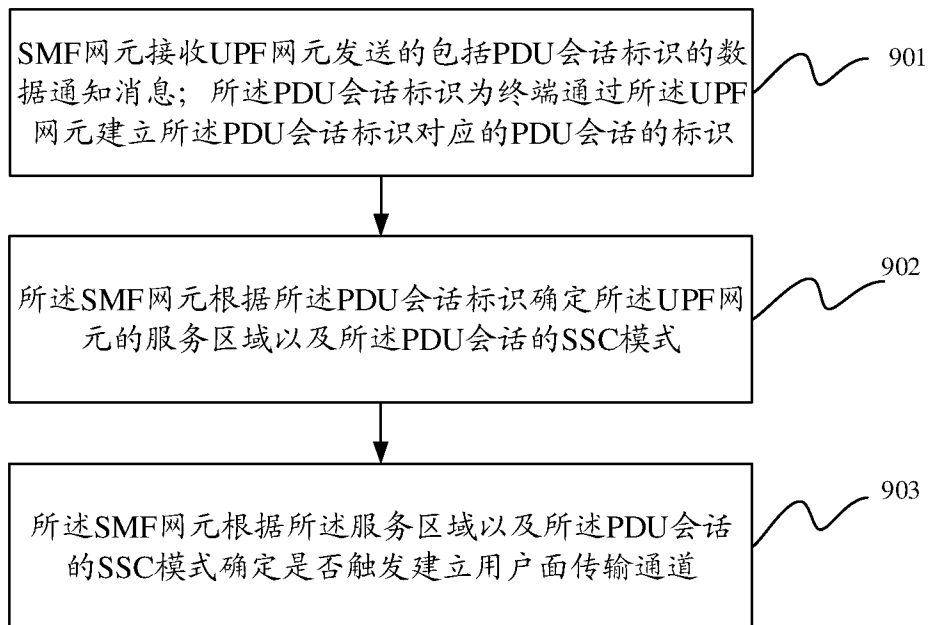 SMF网元接收UPF网元发送的包括PDU会话标识的数
据通知消息；所述PDU会话标识为终端通过所述UPF
网元建立所述PDU会话标识对应的PDU会话的标识
901
所述SMF网元根据所述PDU会话标识确定所述UPF网
元的服务区域以及所述PDU会话的SSC模式
902
所述SMF网元根据所述服务区域以及所述PDU会话
的SSC模式确定是否触发建立用户面传输通道
903